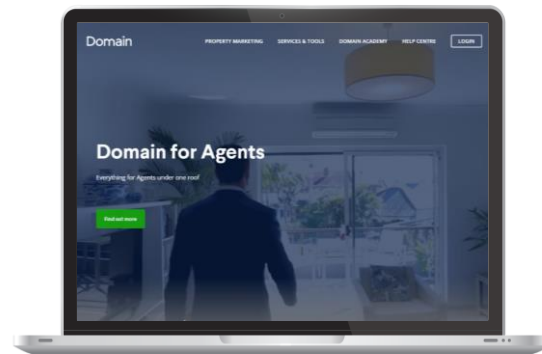 Domain
PROPERTY MARKETING SERVICES & TOOLS DOMAIN ACADEMY HELP CENTRE LOGIN
Domain for Agents
Everything for Agents under one roof
Find out more